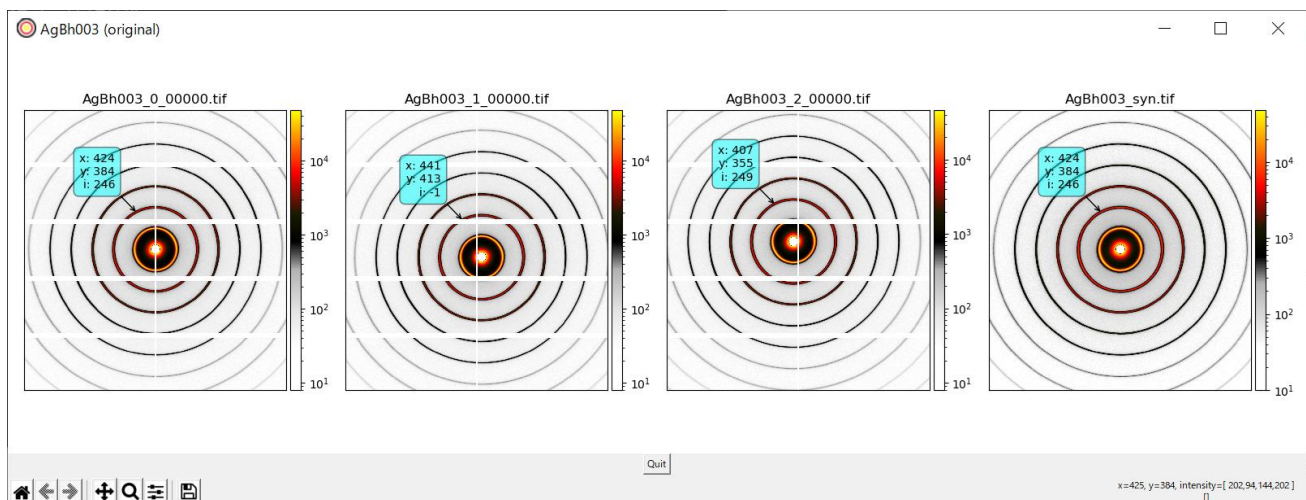 AgBh003 (original)
AgBh003_0_00000.tif
AgBh003_1_00000.tif
AgBh003_2_00000.tif
AgBh003_syn.tif
x: 424
y: 384
i: 246
x: 441
y: 413
i: -1
x: 407
y: 355
i: 249
x: 424
y: 384
i: 246
10⁴
10³
10²
10¹
10⁴
10³
10²
10¹
10⁴
10³
10²
10¹
10⁴
10³
10²
10¹
Quit
x=425, y=384, intensity=[ 202,94,144,202 ]
[]